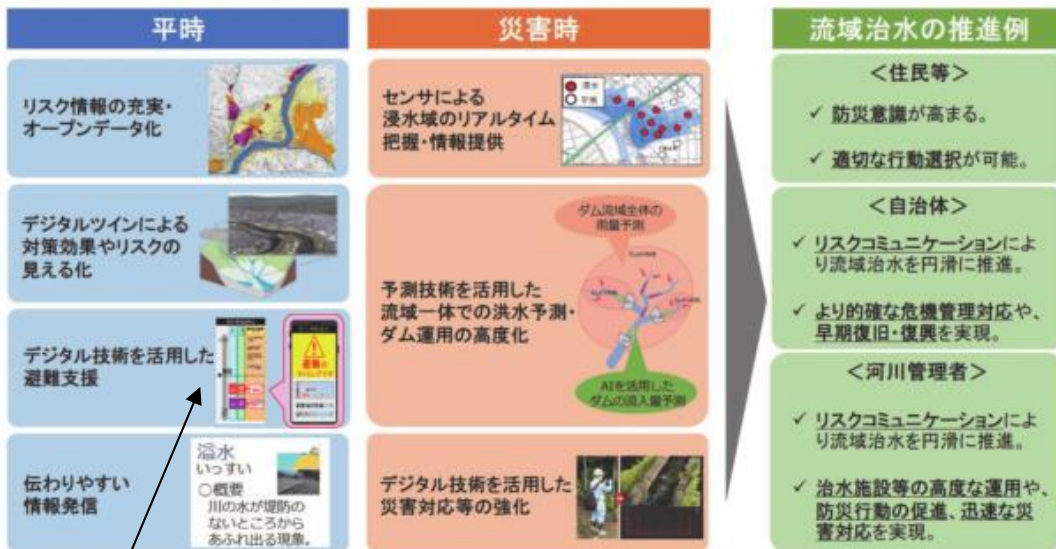 平時
リスク情報の充実・
オープンデータ化
デジタルツインによる
対策効果やリスクの
見える化
デジタル技術を活用した
避難支援
避難の
伝わりやすい
情報発信
溢水
いっすい
○概要
川の水が堤防の
ないところから
あふれ出る現象。
災害時
センサによる
浸水域のリアルタイム
把握・情報提供
浸水
ダム流域全体の
雨量予測
予測技術を活用した
流域一体での洪水予測・
ダム運用の高度化
AIを活用した
ダムの流入量予測
デジタル技術を活用した
災害対応等の強化
流域治水の推進例
＜住民等＞
✓ 防災意識が高まる。
✓ 適切な行動選択が可能。
＜自治体＞
✓ リスクコミュニケーションによ
り流域治水を円滑に推進。
✓ より的確な危機管理対応や、
早期復旧・復興を実現。
＜河川管理者＞
✓ リスクコミュニケーションによ
り流域治水を円滑に推進。
✓ 治水施設等の高度な運用や、
防災行動の促進、迅速な災
害対応を実現。